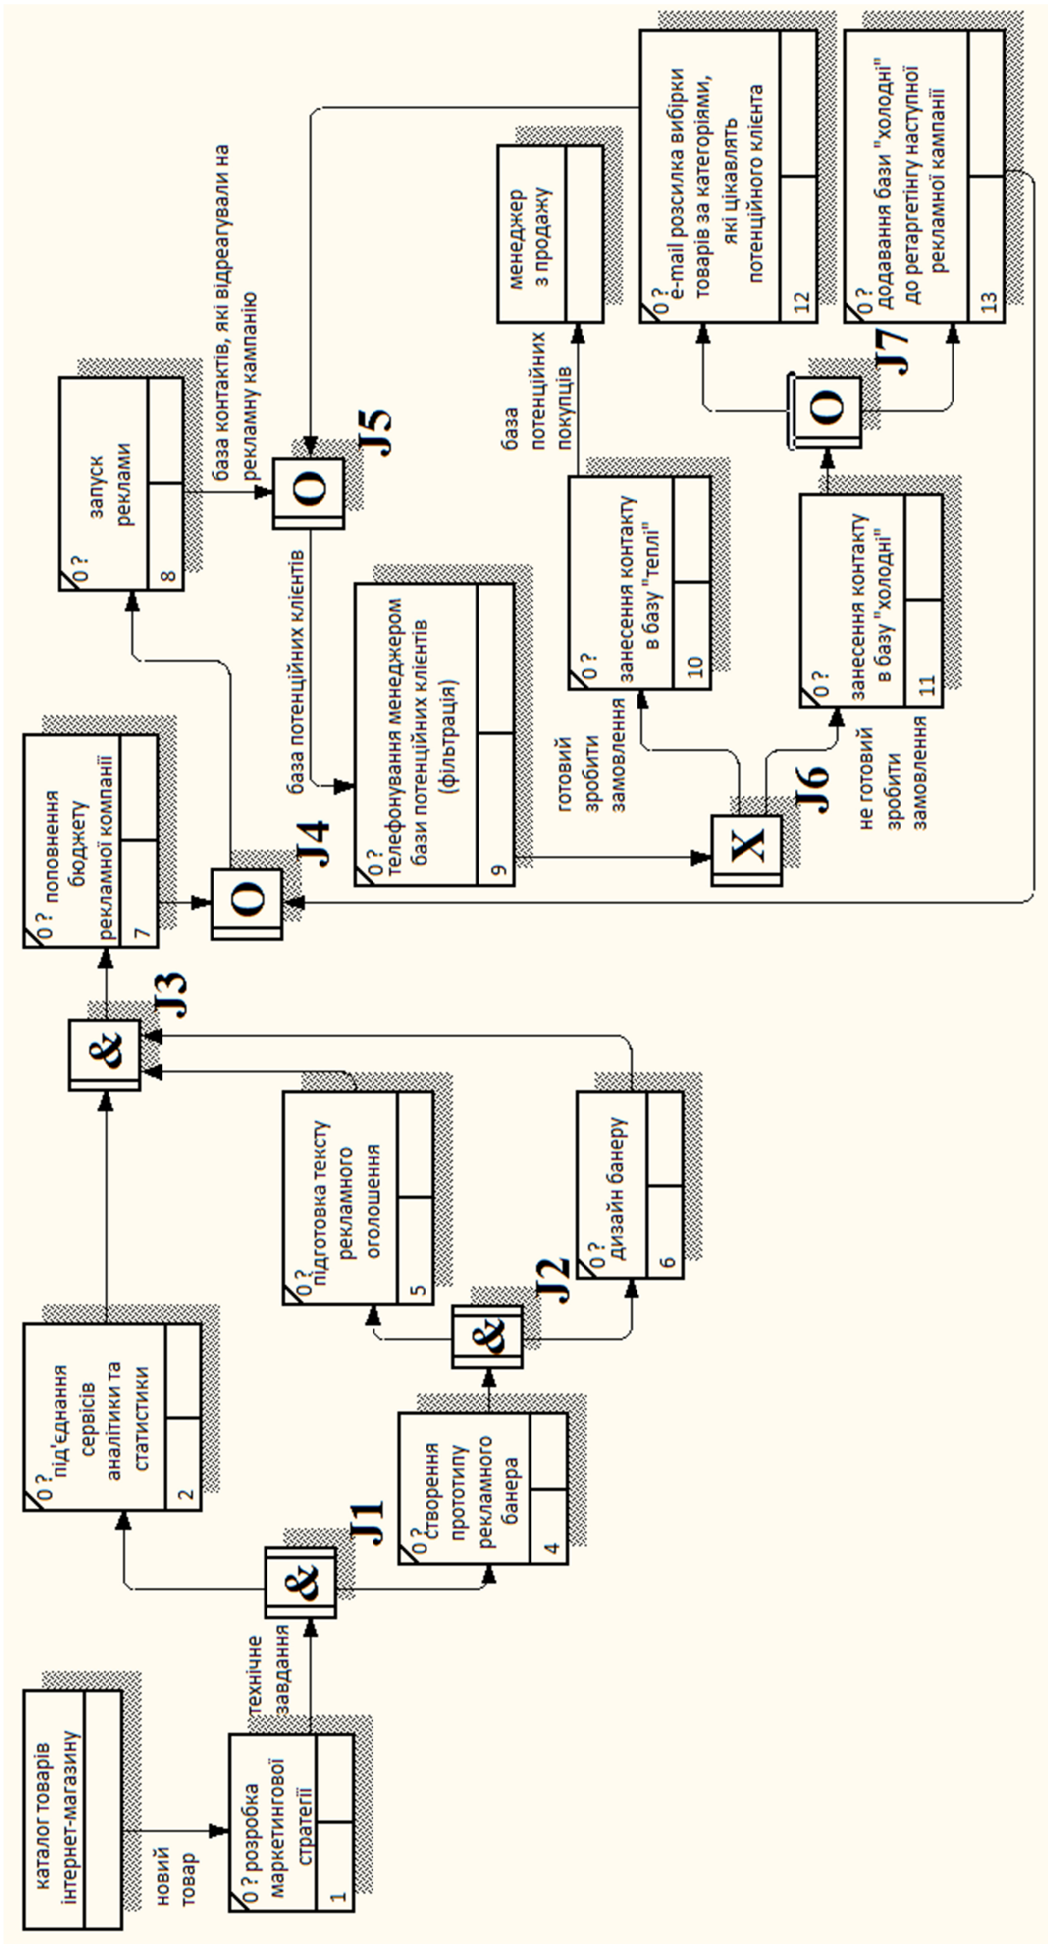 каталог товарів
інтернет-магазину
новий
товар
0 ? розробка
маркетингової
стратегії
1
технічне
завдання
&
J1
0 ?
під'єднання
сервісів
аналітики та
статистики
2
0 ?
створення
прототипу
рекламного
банера
4
&
J2
0 ?
підготовка тексту
рекламного
оголошення
5
0 ?
дизайн банеру
6
&
J3
0 ? поповнення
бюджету
рекламної компанії
7
O
J4
0 ?
запуск
реклами
8
база контактів, які відреагували на
рекламну кампанію
O
J5
база потенційних клієнтів
0 ?
телефонування менеджером
бази потенційних клієнтів
(фільтрація)
9
X
J6
готовий
зробити
замовлення
не готовий
зробити
замовлення
0 ?
занесення контакту
в базу "теплі"
10
0 ?
занесення контакту
в базу "холодні"
11
база
потенційних
покупців
менеджер
з продажу
O
J7
0 ?
e-mail розсилка вибірки
товарів за категоріями,
які цікавлять
потенційного клієнта
12
0 ?
додавання бази "холодні"
до ретаргетінгу наступної
рекламної кампанії
13